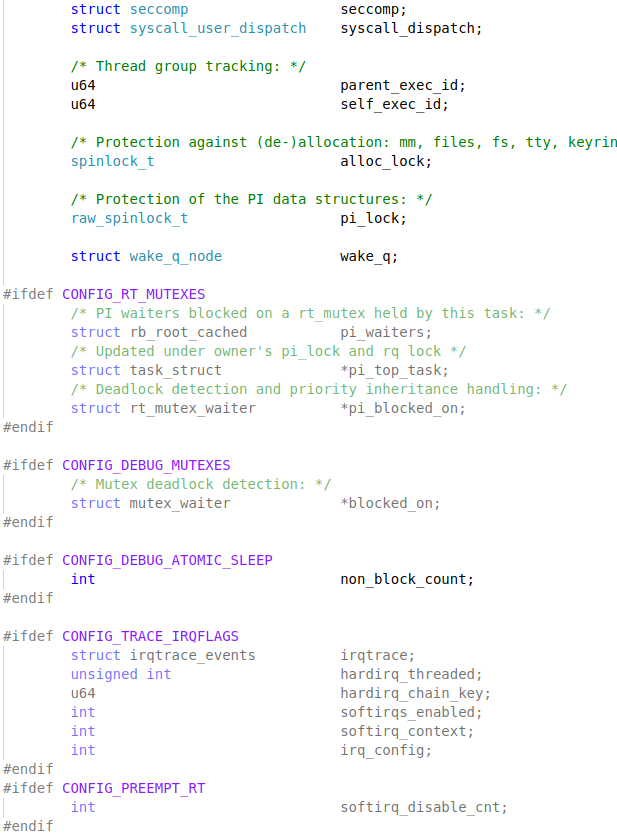 struct seccomp seccomp;
struct syscall_user_dispatch syscall_dispatch;
/* Thread group tracking: */
u64 parent_exec_id;
u64 self_exec_id;
/* Protection against (de-)allocation: mm, files, fs, tty, keyrin
spinlock_t alloc_lock;
/* Protection of the PI data structures: */
raw_spinlock_t pi_lock;
struct wake_q_node wake_q;
#ifdef CONFIG_RT_MUTEXES
/* PI waiters blocked on a rt_mutex held by this task: */
struct rb_root_cached pi_waiters;
/* Updated under owner's pi_lock and rq lock */
struct task_struct *pi_top_task;
/* Deadlock detection and priority inheritance handling: */
struct rt_mutex_waiter *pi_blocked_on;
#endif
#ifdef CONFIG_DEBUG_MUTEXES
/* Mutex deadlock detection: */
struct mutex_waiter *blocked_on;
#endif
#ifdef CONFIG_DEBUG_ATOMIC_SLEEP
int non_block_count;
#endif
#ifdef CONFIG_TRACE_IRQFLAGS
struct irqtrace_events irqtrace;
unsigned int hardirq_threaded;
u64 hardirq_chain_key;
int softirqs_enabled;
int softirq_context;
int irq_config;
#endif
#ifdef CONFIG_PREEMPT_RT
int softirq_disable_cnt;
#endif